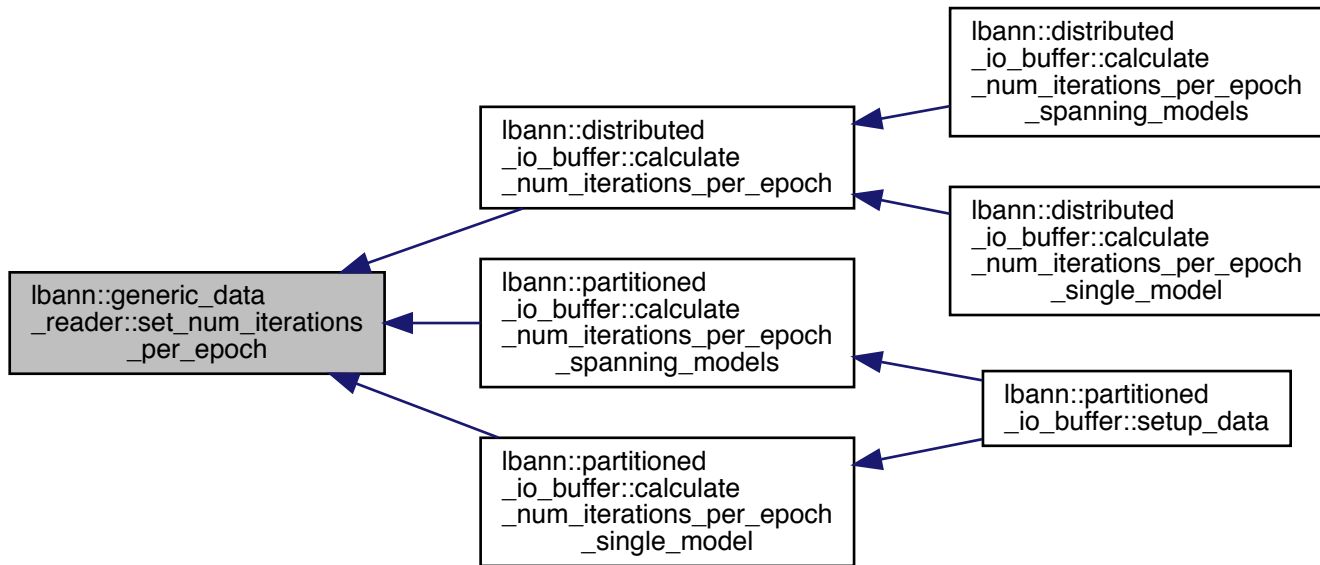 lbann::generic_data
_reader::set_num_iterations
_per_epoch
lbann::distributed
_io_buffer::calculate
_num_iterations_per_epoch
lbann::partitioned
_io_buffer::calculate
_num_iterations_per_epoch
_spanning_models
lbann::partitioned
_io_buffer::calculate
_num_iterations_per_epoch
_single_model
lbann::distributed
_io_buffer::calculate
_num_iterations_per_epoch
_spanning_models
lbann::distributed
_io_buffer::calculate
_num_iterations_per_epoch
_single_model
lbann::partitioned
_io_buffer::setup_data